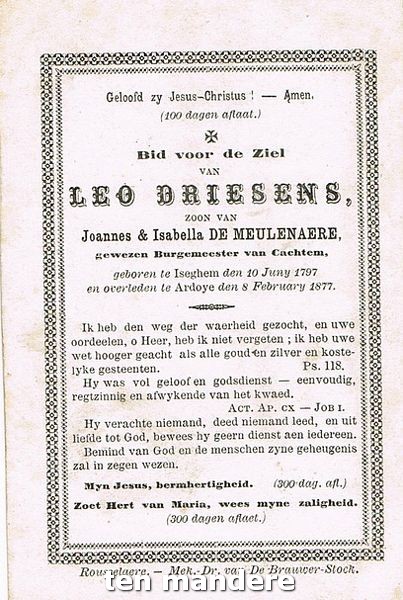 Geloofd zy Jesus-Christus ! — Amen.
(100 dagen aflaat.)
Bid voor de Ziel
VAN
LEO DRIESENS,
ZOON VAN
Joannes & Isabella DE MEULENAERE,
gewezen Burgemeester van Cachtem,
geboren te Iseghem den 10 Juny 1797
en overleden te Ardoye den 8 February 1877.
Ik heb den weg der waerheid gezocht, en uwe
oordeelen, o Heer, heb ik niet vergeten ; ik heb uwe
wet hooger geacht als alle goud en zilver en koste-
lyke gesteenten. Ps. 118.
Hy was vol geloof en godsdienst — eenvoudig,
regtzinnig en afwykende van het kwaed.
Act. Ap. cx — Job I.
Hy verachte niemand, deed niemand leed, en uit
liefde tot God, bewees hy geern dienst aen iedereen.
Bemind van God en de menschen zyne geheugenis
zal in zegen wezen.
Myn Jesus, bermhertigheid. (300 dag. afl.)
Zoet Hert van Maria, wees myne zaligheid.
(300 dagen aflaet.)
Rousselaere. — Mek.-Dr. van De Brauwer-Stock.
ten mandere